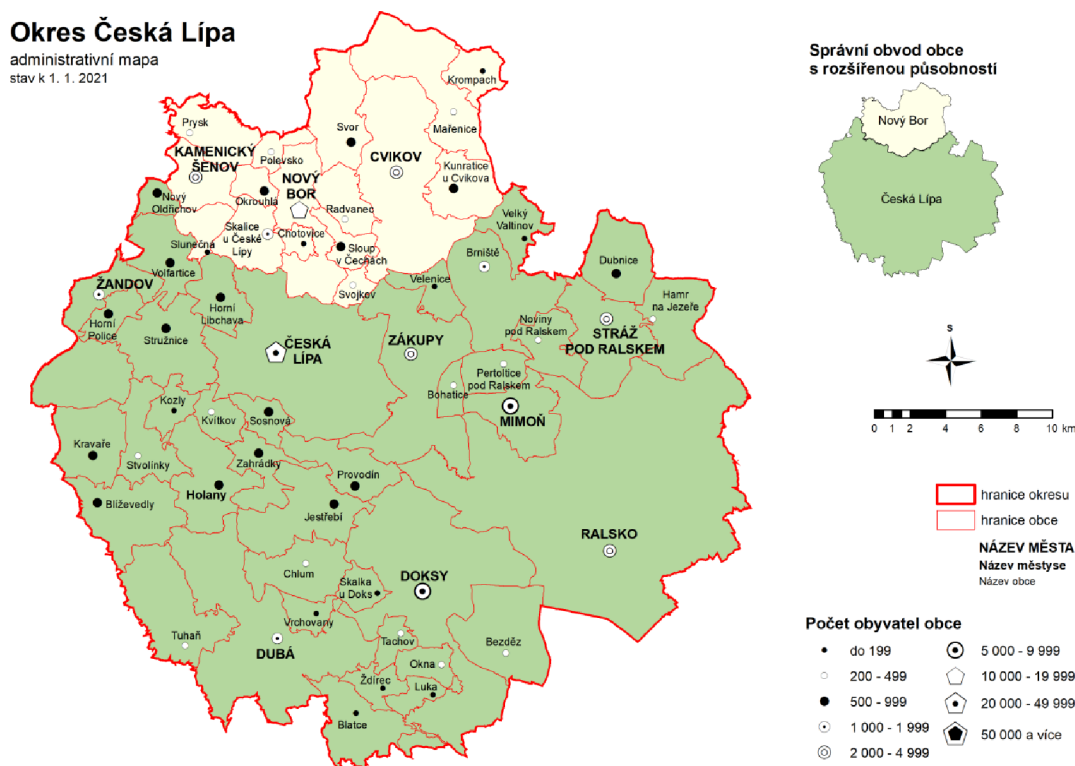 Okres Česká Lípa
administrativní mapa
stav k 1. 1. 2021
Správní obvod obce
s rozšířenou působností
Nový Bor
Česká Lípa
Krompach
Prysk
Svor
Mařenice
KAMENICKÝ
ŠENOV
Polevsko
CVIKOV
NOVÝ
BOR
Kunratice
u Cvikova
Nový
Oldřichov
Okrouhlá
Radvanec
Velký
Valtinov
Skalice
u České
Lípy
Chotovice
Slunečná
Sloup
v Čechách
Brniště
Dubnice
Volfartice
Velenice
ŽANDOV
Svojkov
Hamr
na Jezeře
Horní
Libchava
Horní
Police
Noviny
pod Ralskem
STRÁŽ
POD RALSKEM
Stružnice
ČESKÁ
LÍPA
ZÁKUPY
Pertoltice
pod Ralskem
Bohatice
Kozly
Kvítkov
Sosnová
MIMOŇ
Kravaře
Stvolínky
Zahrádky
Provodín
Holany
Blíževedly
Jestřebí
RALSKO
Chlum
Skalka
u Doks
DOKSY
Vrchovany
Tuhaň
DUBÁ
Tachov
Bezděz
Okna
Ždírec
Luka
Blatce
S
0 1 2 4 6 8 10 km
hranice okresu
hranice obce
NÁZEV MĚSTA
Název městyse
Název obce
Počet obyvatel obce
do 199
200 - 499
500 - 999
1 000 - 1 999
2 000 - 4 999
5 000 - 9 999
10 000 - 19 999
20 000 - 49 999
50 000 a více